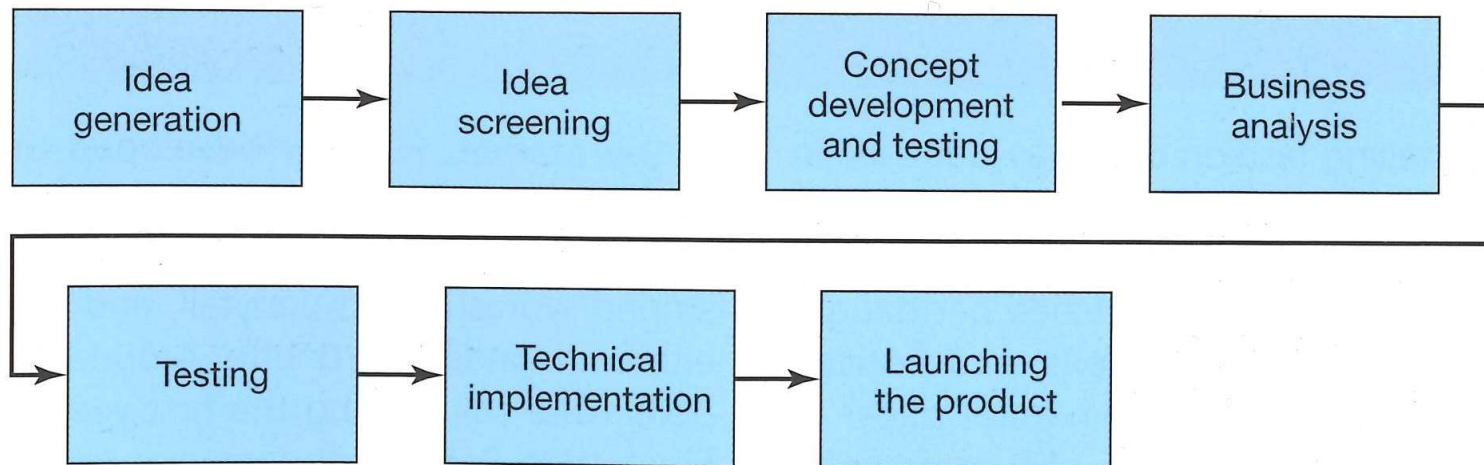 Idea
generation
Idea
screening
Concept
development
and testing
Business
analysis
Testing
Technical
implementation
Launching
the product